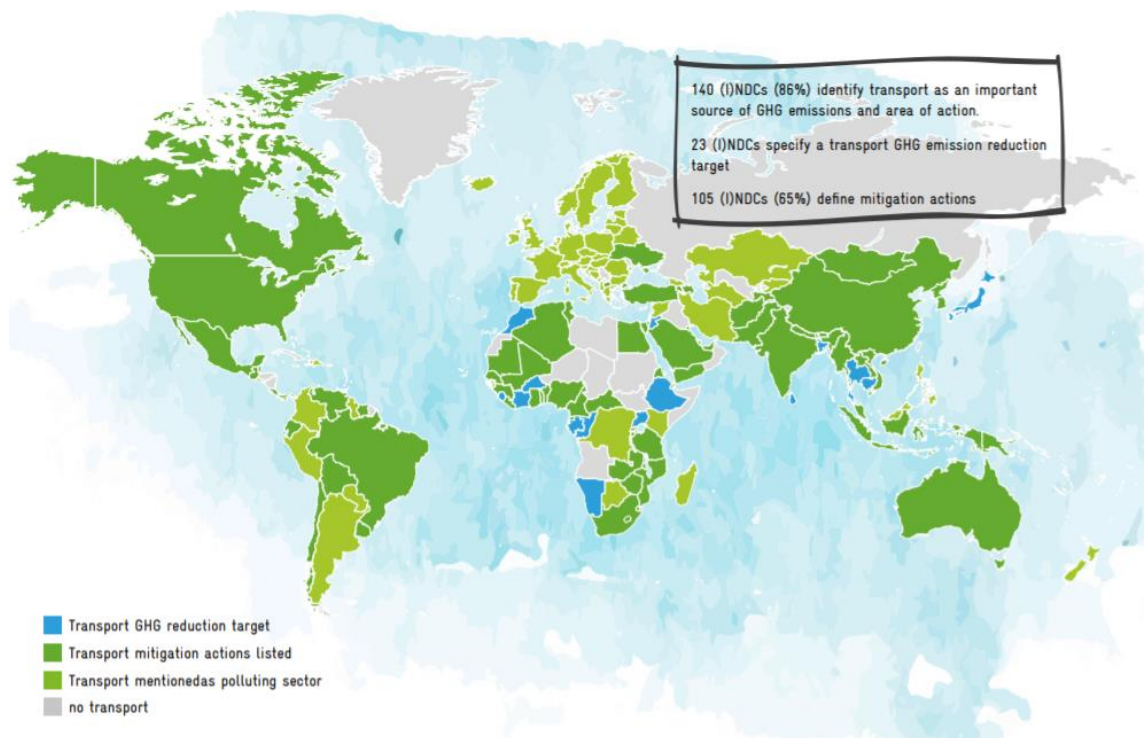 140 (I)NDCs (86%) identify transport as an important
source of GHG emissions and area of action.
23 (I)NDCs specify a transport GHG emission reduction
target
105 (I)NDCs (65%) define mitigation actions
Transport GHG reduction target
Transport mitigation actions listed
Transport mentionedas polluting sector
no transport